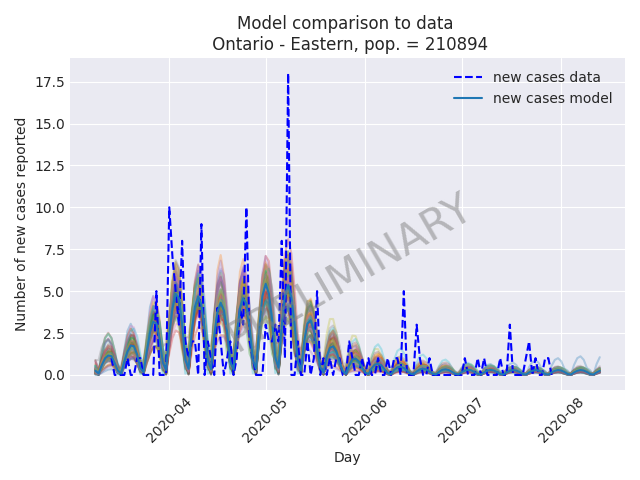 Model comparison to data
Ontario - Eastern, pop. = 210894
new cases data
new cases model
Number of new cases reported
17.5
15.0
12.5
10.0
7.5
5.0
2.5
0.0
PRELIMINARY
2020-04
2020-05
2020-06
2020-07
2020-08
Day